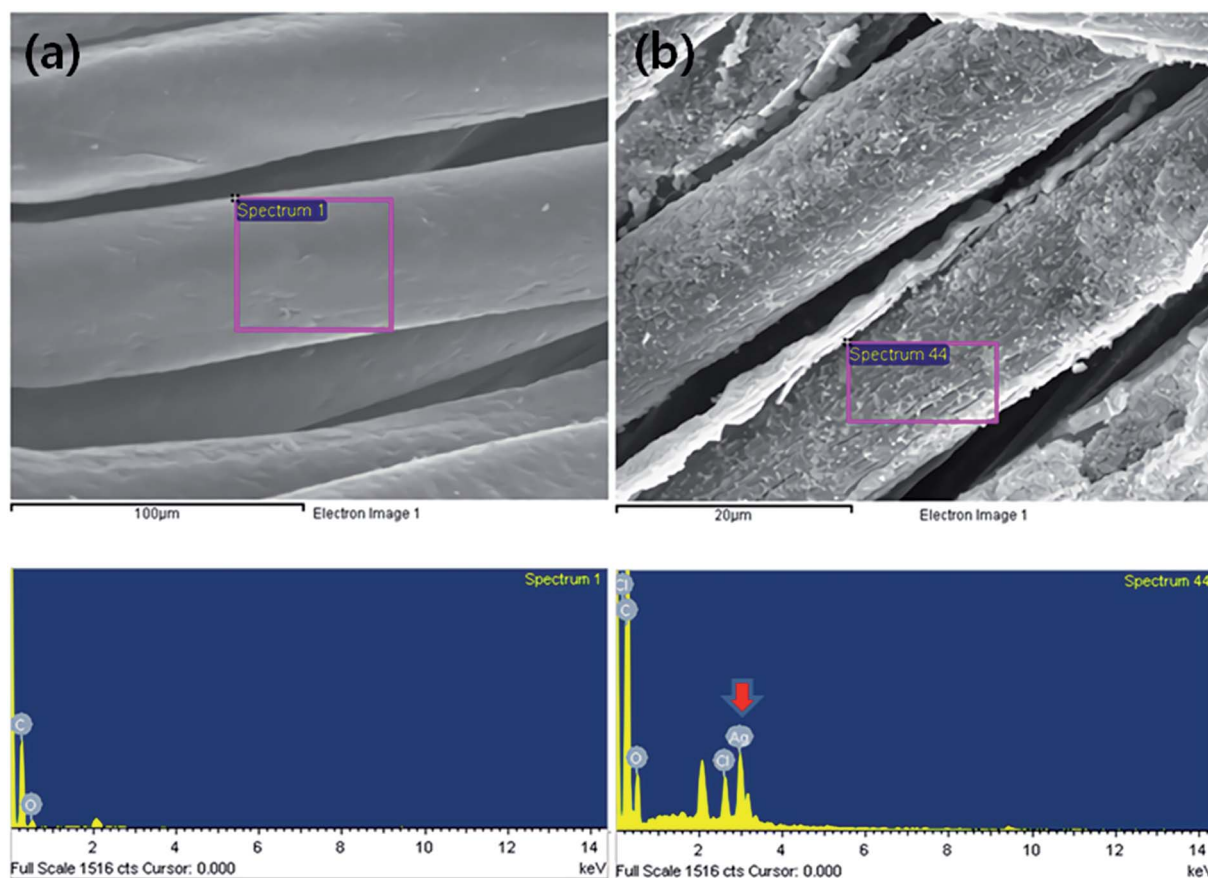 (a)
Spectrum 1
100µm
Electron Image 1
(b)
Spectrum 44
20µm
Electron Image 1
Spectrum 1
C
O
2 4 6 8 10 12 14
Full Scale 1516 cts Cursor: 0.000
keV
Spectrum 44
Cl
C
O
Cl
Ag
2 4 6 8 10 12 14
Full Scale 1516 cts Cursor: 0.000
keV